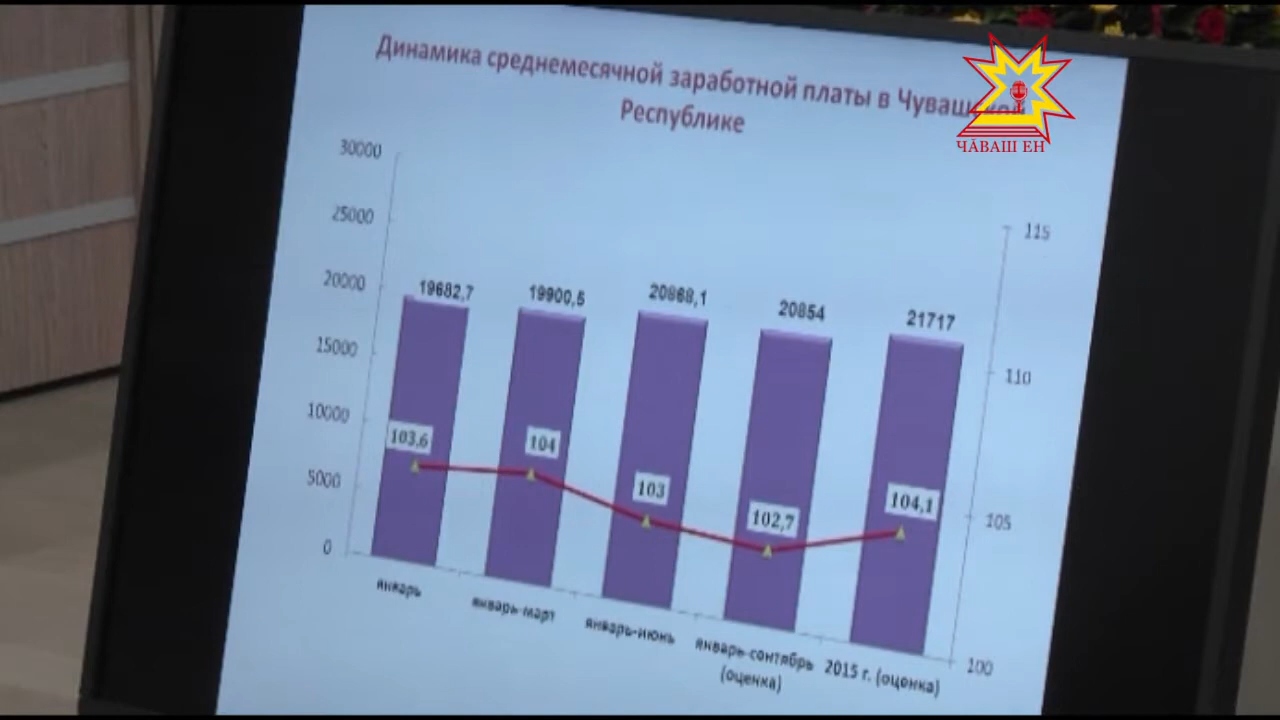 Динамика среднемесячной заработной платы в Чувашской
Республике
ЧӐВАШ ЕН
30000
25000
20000
15000
10000
5000
0
115
110
105
100
19682,7
19900,5
20868,1
20854
21717
103,6
104
103
102,7
104,1
январь
январь-март
январь-июнь
январь-сентябрь
(оценка)
2015 г. (оценка)